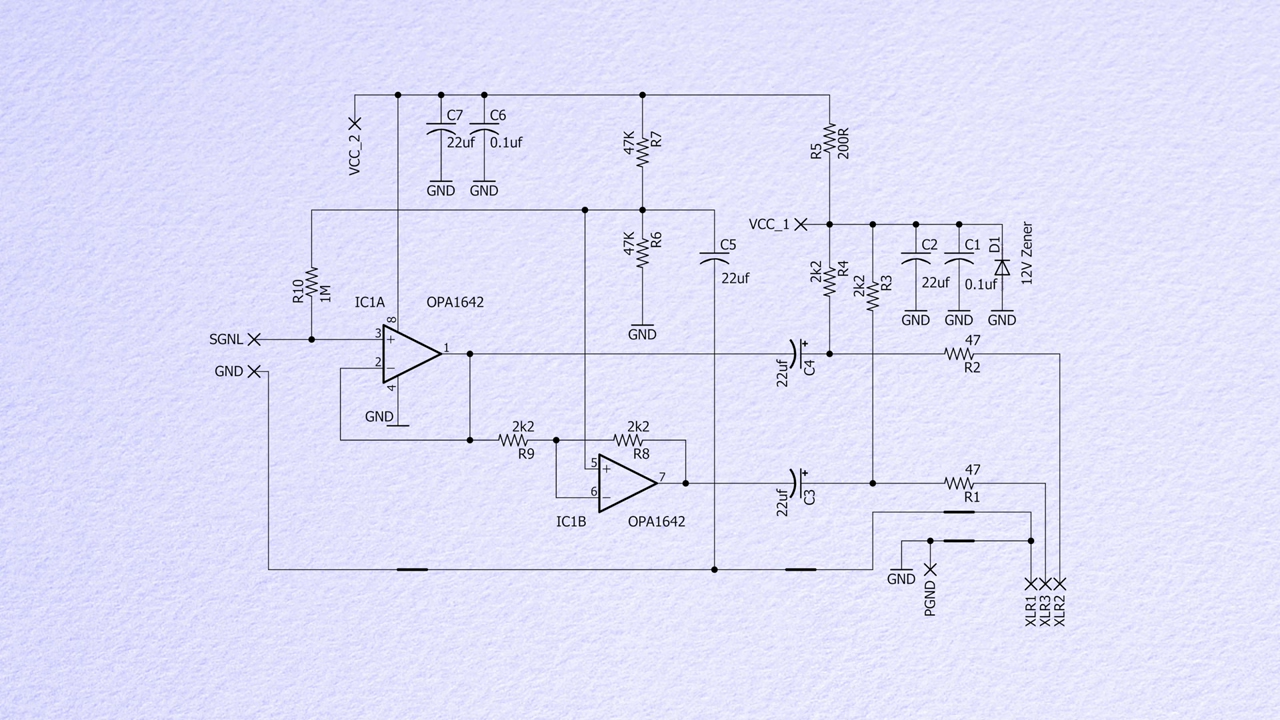 VCC_2
C7
22uf
GND
C6
0.1uf
GND
47K
R7
R5
200R
VCC_1
47K
R6
GND
C5
22uf
2k2
R4
2k2
R3
C2
22uf
GND
C1
0.1uf
GND
D1
12V Zener
GND
R10
1M
IC1A
OPA1642
SGNL
GND
3
+
2
−
8
4
1
GND
22uf
+
C4
47
R2
2k2
R9
2k2
R8
5
+
6
−
7
IC1B
OPA1642
22uf
+
C3
47
R1
GND
PGND
XLR1
XLR3
XLR2